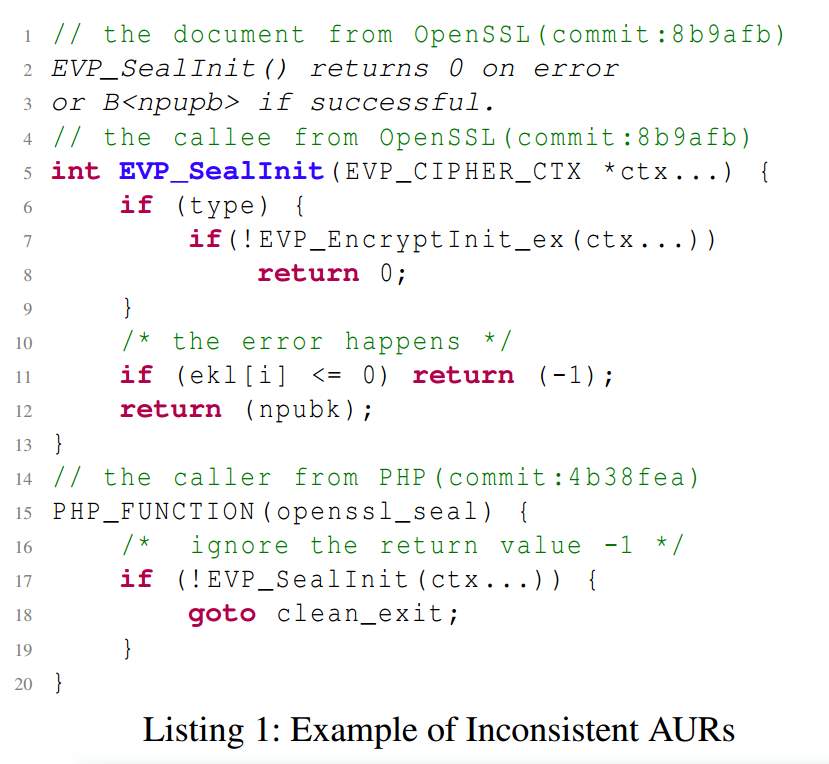 1 // the document from OpenSSL(commit:8b9afb)
2 EVP_SealInit() returns 0 on error
3 or B<npupb> if successful.
4 // the callee from OpenSSL(commit:8b9afb)
5 int EVP_SealInit(EVP_CIPHER_CTX *ctx...) {
6 if (type) {
7 if(!EVP_EncryptInit_ex(ctx...))
8 return 0;
9 }
10 /* the error happens */
11 if (ekl[i] <= 0) return (-1);
12 return (npubk);
13 }
14 // the caller from PHP(commit:4b38fea)
15 PHP_FUNCTION(openssl_seal) {
16 /* ignore the return value -1 */
17 if (!EVP_SealInit(ctx...)) {
18 goto clean_exit;
19 }
20 }
Listing 1: Example of Inconsistent AURs